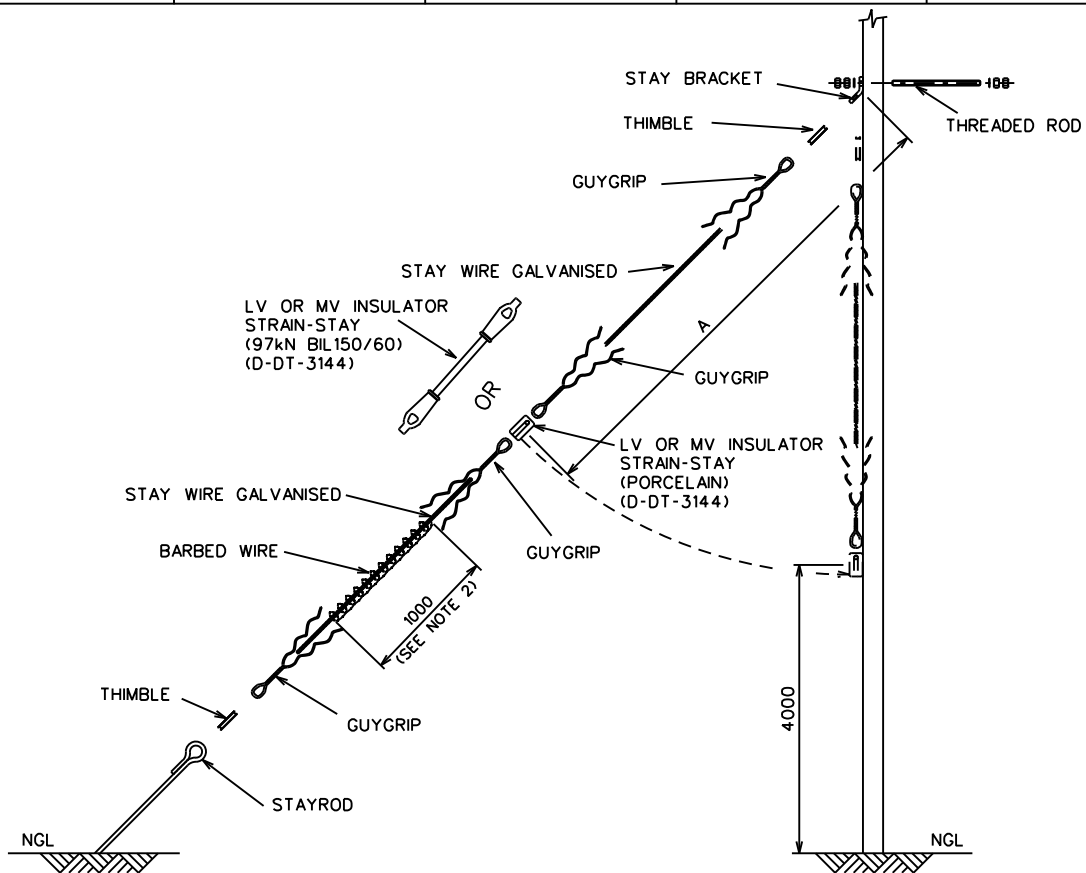 STAY BRACKET
THREADED ROD
THIMBLE
GUYGRIP
STAY WIRE GALVANISED
LV OR MV INSULATOR
STRAIN-STAY
(97kN BIL150/60)
(D-DT-3144)
A
GUYGRIP
OR
LV OR MV INSULATOR
STRAIN-STAY
(PORCELAIN)
(D-DT-3144)
STAY WIRE GALVANISED
GUYGRIP
BARBED WIRE
1000
(SEE NOTE 2)
THIMBLE
GUYGRIP
4000
STAYROD
NGL
NGL